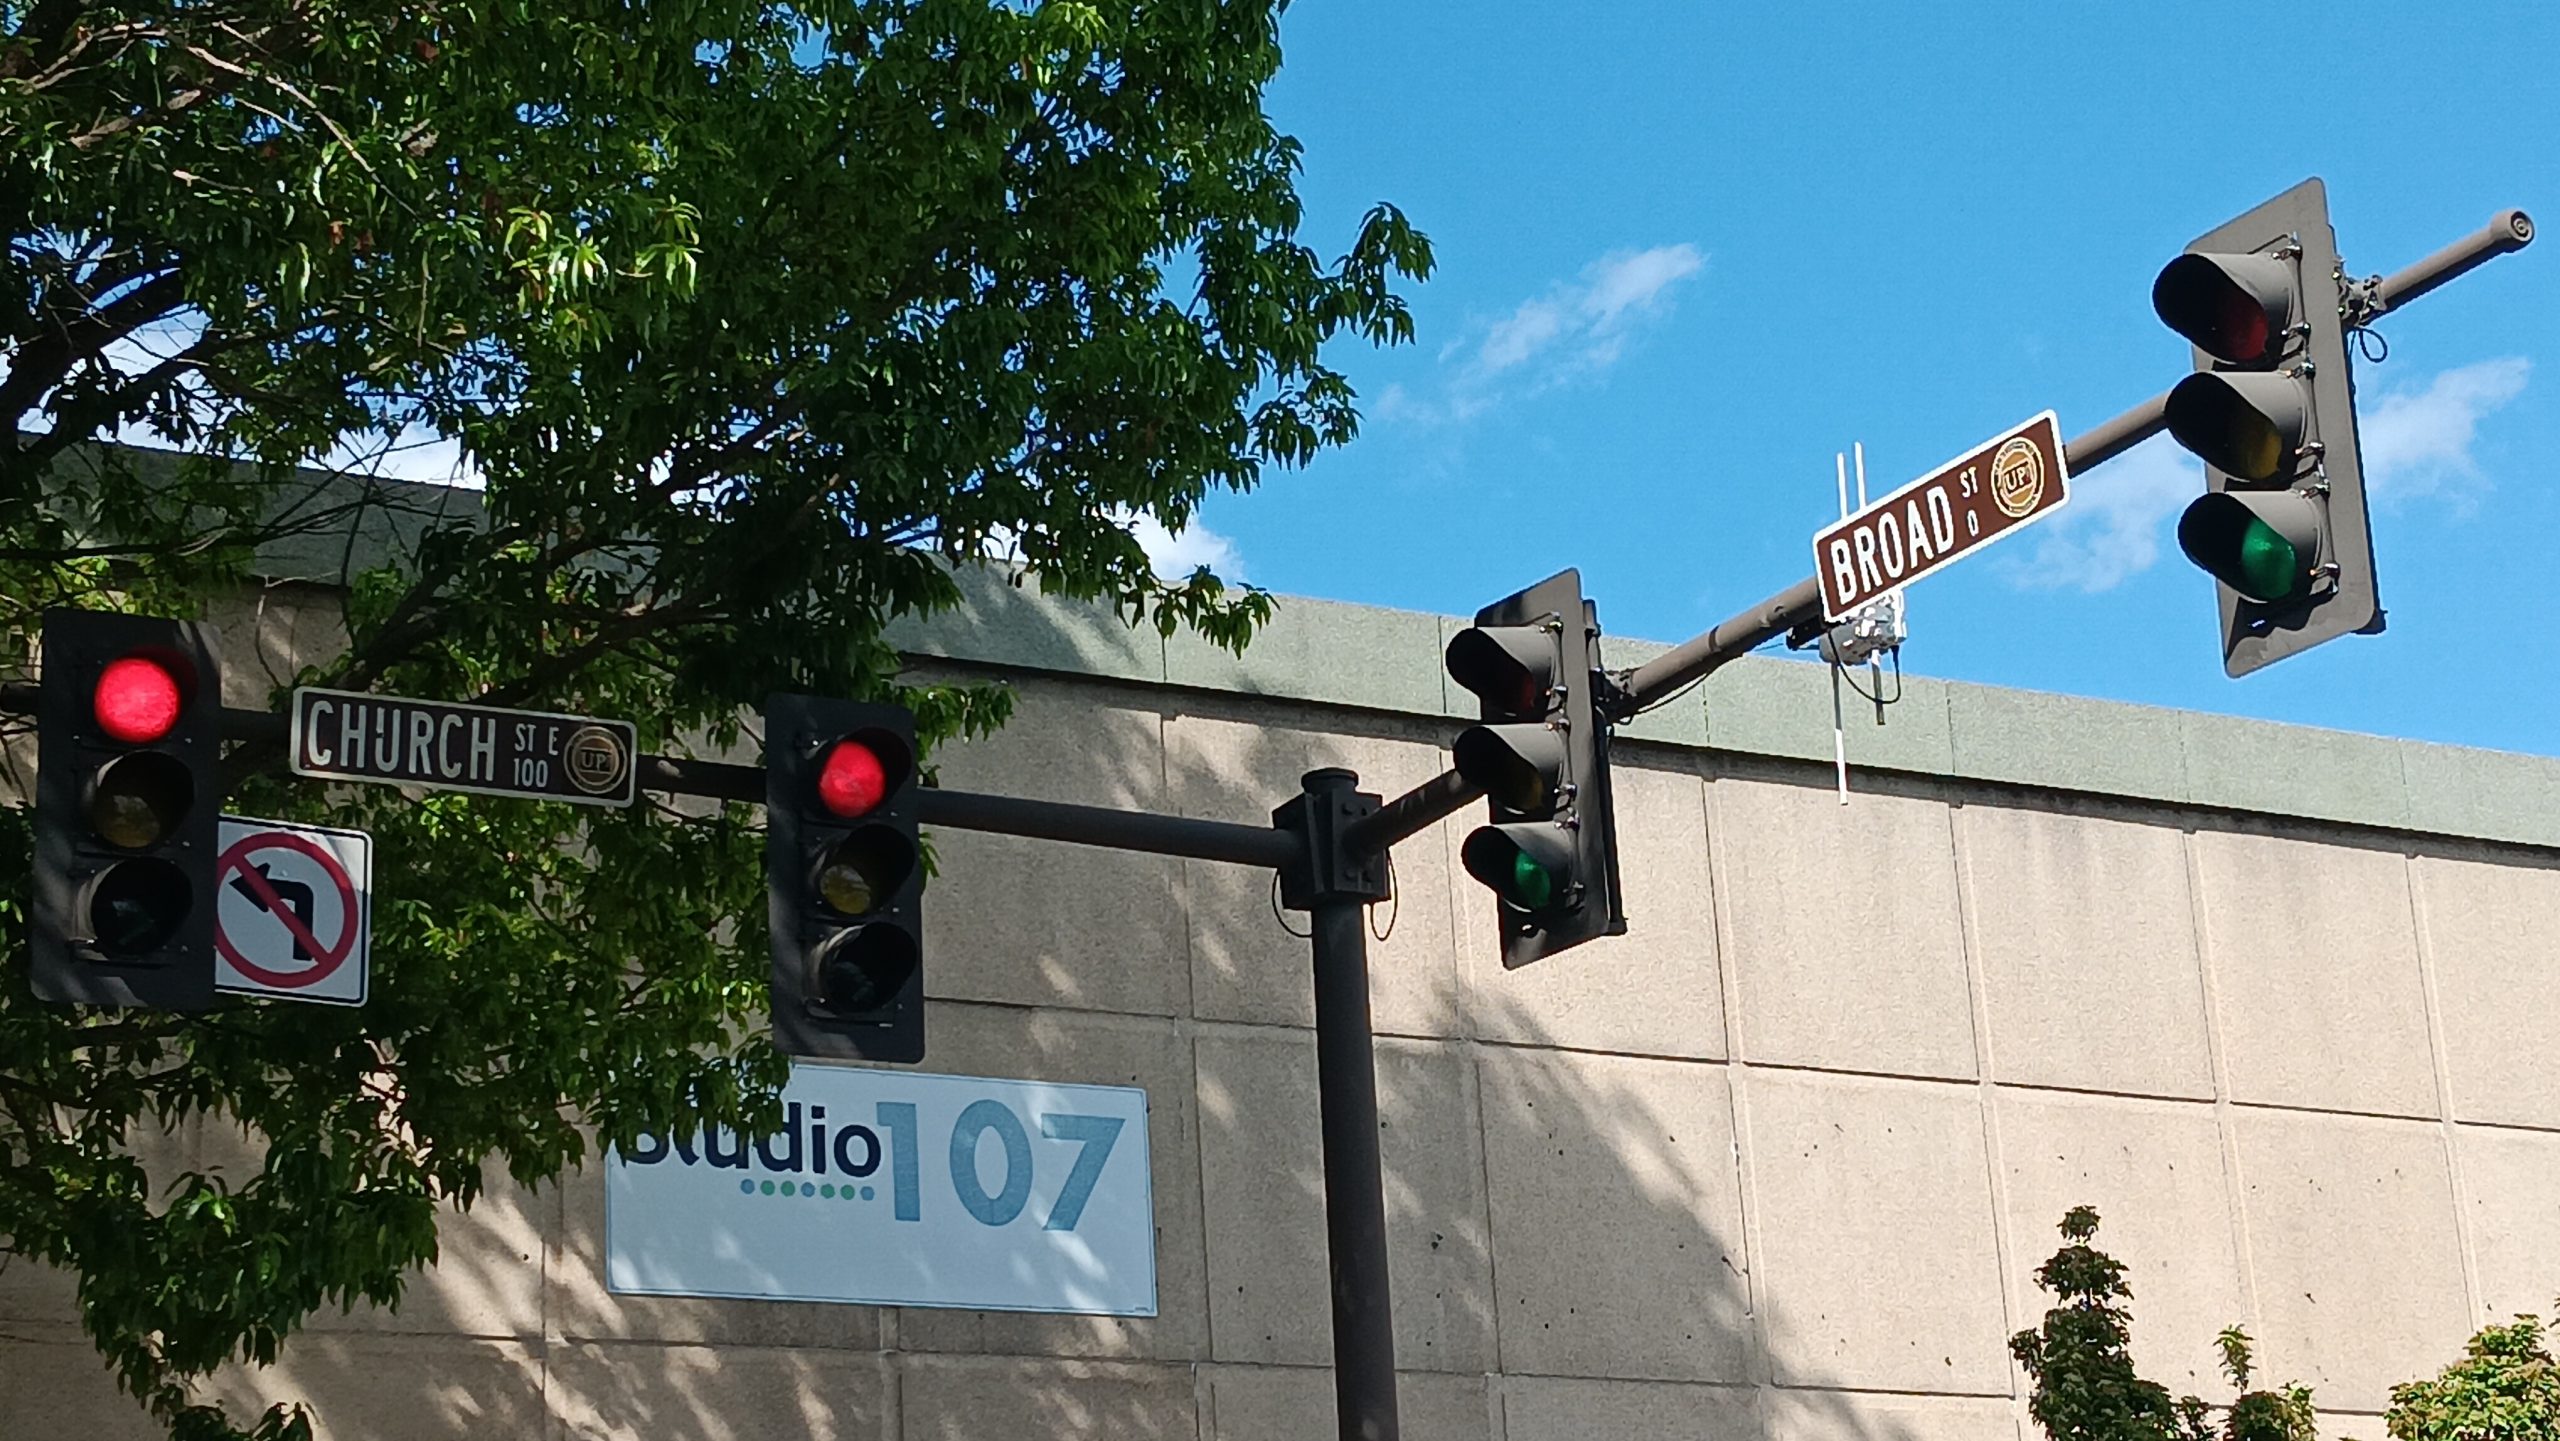 BROAD ST
0
UP
CHURCH ST E
100
UP
Studio 107